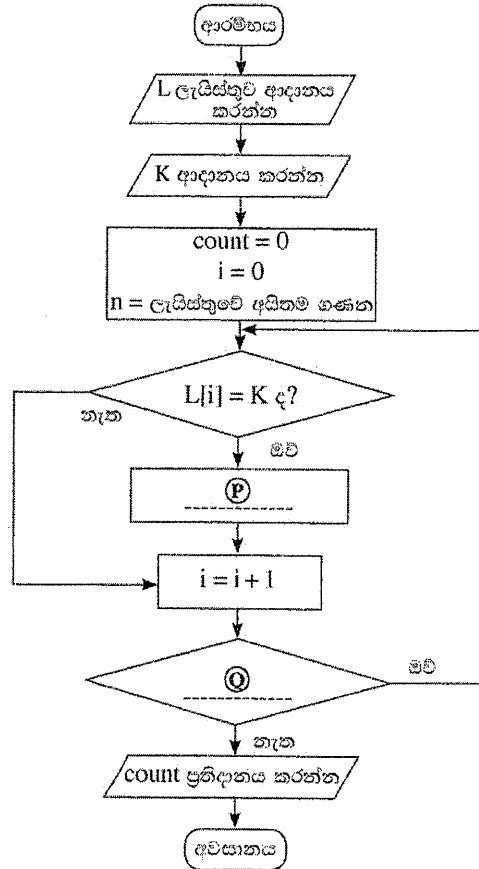 ආරම්භය
L ලැයිස්තුව ආදානය
කරන්න
K ආදානය කරන්න
count = 0
i = 0
n = ලැයිස්තුවේ අයිතම ගණන
L[i] = K ද?
නැත
ඔව්
P
i = i + 1
Q
ඔව්
නැත
count ප්‍රතිදානය කරන්න
අවසානය